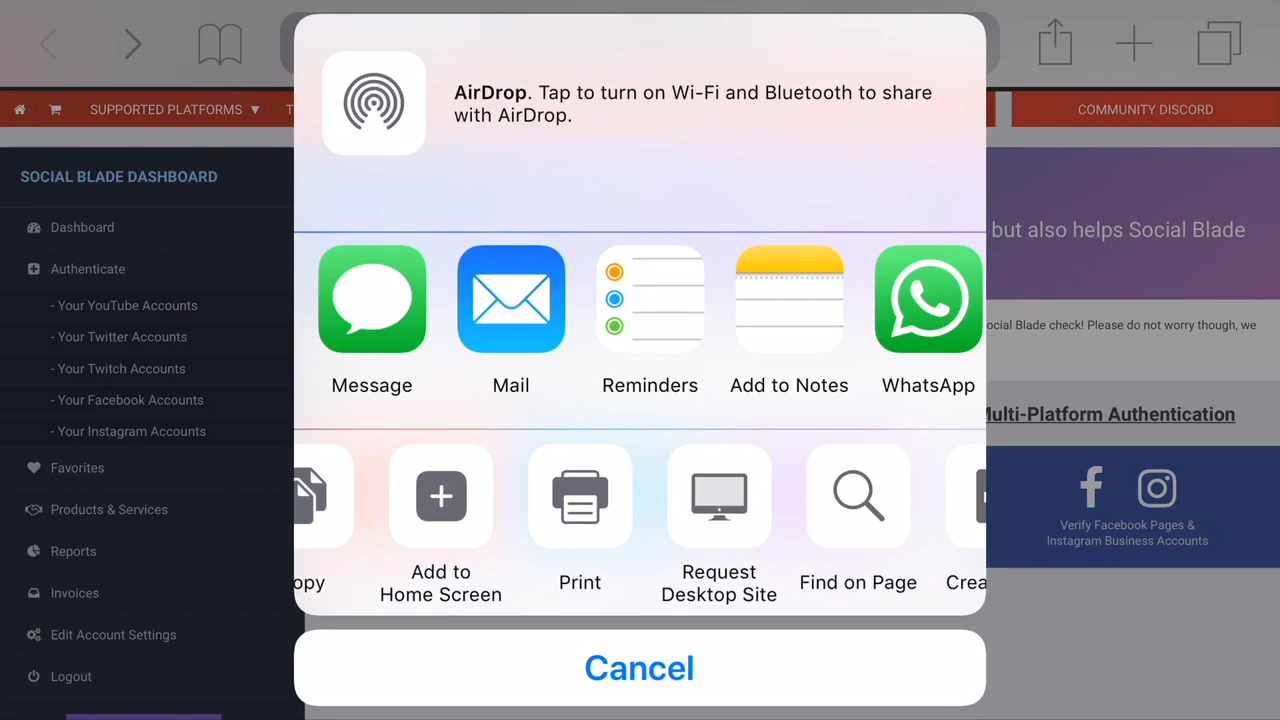 SUPPORTED PLATFORMS ▼ T
COMMUNITY DISCORD
AirDrop. Tap to turn on Wi-Fi and Bluetooth to share
with AirDrop.
SOCIAL BLADE DASHBOARD
Dashboard
Authenticate
- Your YouTube Accounts
- Your Twitter Accounts
- Your Twitch Accounts
- Your Facebook Accounts
- Your Instagram Accounts
Favorites
Products & Services
Reports
Invoices
Edit Account Settings
Logout
but also helps Social Blade
ocial Blade check! Please do not worry though, we
Multi-Platform Authentication
Verify Facebook Pages &
Instagram Business Accounts
Message
Mail
Reminders
Add to Notes
WhatsApp
opy
Add to
Home Screen
Print
Request
Desktop Site
Find on Page
Crea
Cancel